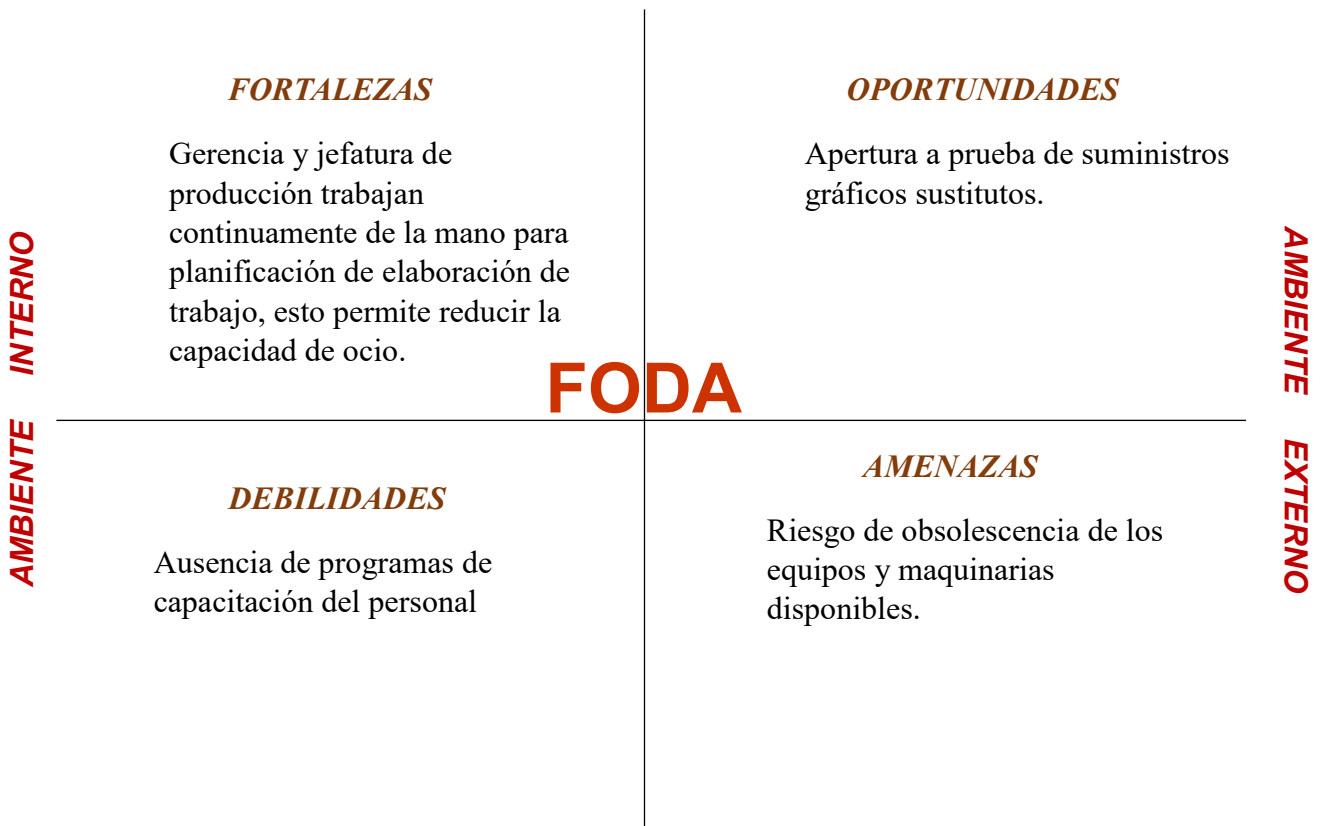 FORTALEZAS
Gerencia y jefatura de
producción trabajan
continuamente de la mano para
planificación de elaboración de
trabajo, esto permite reducir la
capacidad de ocio.
OPORTUNIDADES
Apertura a prueba de suministros
gráficos sustitutos.
AMBIENTE INTERNO
FODA
AMBIENTE EXTERNO
DEBILIDADES
Ausencia de programas de
capacitación del personal
AMENAZAS
Riesgo de obsolescencia de los
equipos y maquinarias
disponibles.